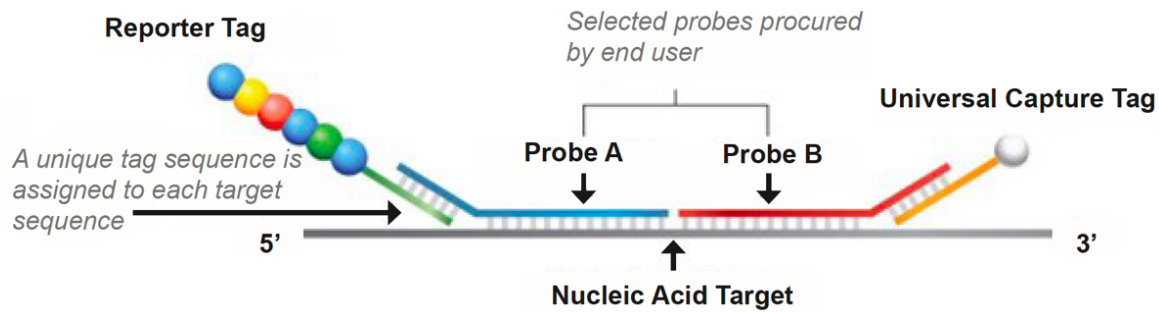 Reporter Tag
Selected probes procured
by end user
Universal Capture Tag
A unique tag sequence is
assigned to each target
sequence
Probe A
Probe B
5’
3’
Nucleic Acid Target